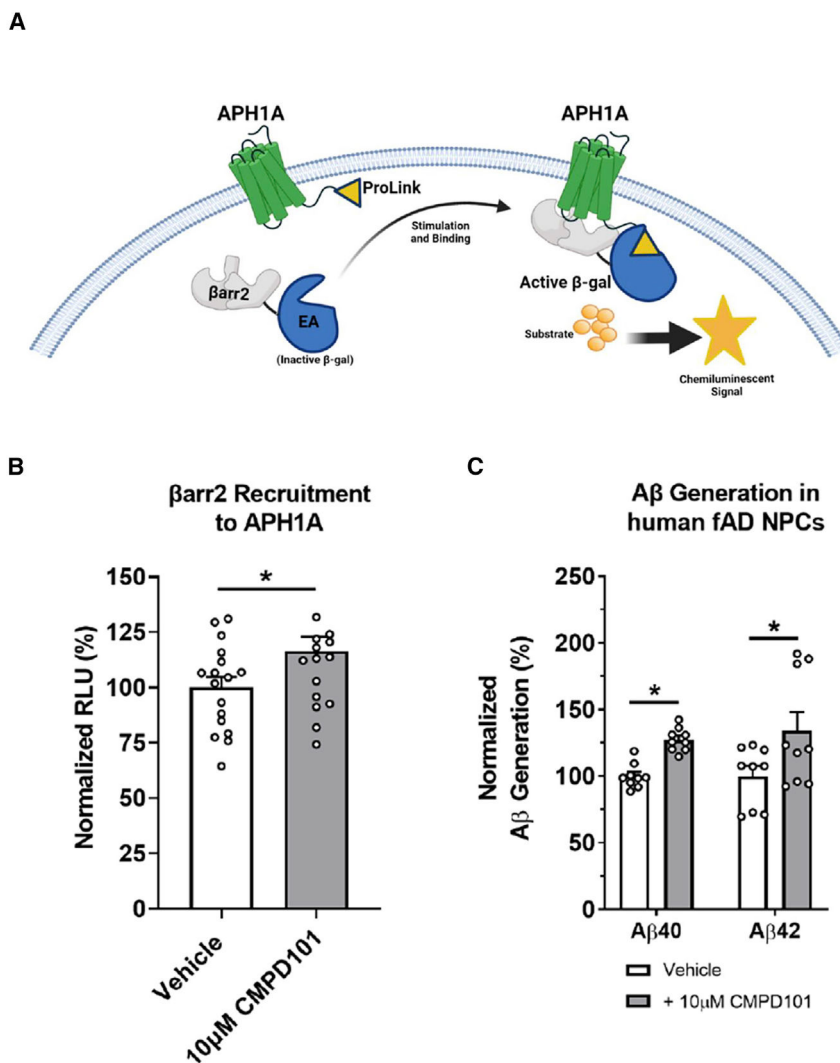 A
APH1A
APH1A
ProLink
Stimulation
and Binding
βarr2
EA
(Inactive β-gal)
Active β-gal
Substrate
Chemiluminescent
Signal
B
βarr2 Recruitment
to APH1A
*
Normalized RLU (%)
150
125
100
75
50
25
0
Vehicle
10μM CMPD101
C
Aβ Generation in
human fAD NPCs
*
*
Normalized
Aβ Generation (%)
250
200
150
100
50
0
Aβ40
Aβ42
Vehicle
+ 10μM CMPD101